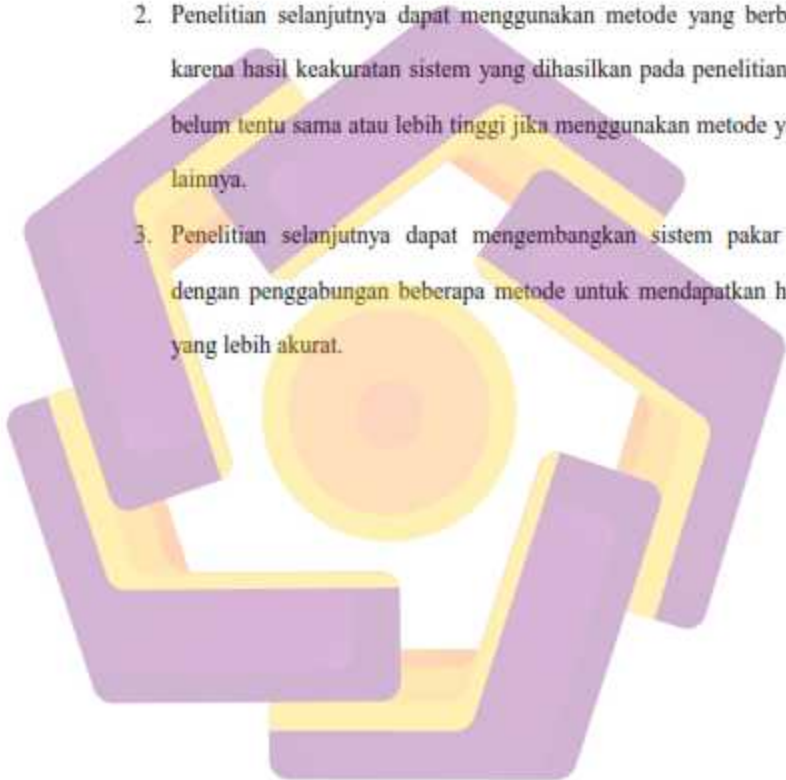 2. Penelitian selanjutnya dapat menggunakan metode yang berb
karena hasil keakuratan sistem yang dihasilkan pada penelitian
belum tentu sama atau lebih tinggi jika menggunakan metode y
lainnya.
3. Penelitian selanjutnya dapat mengembangkan sistem pakar
dengan penggabungan beberapa metode untuk mendapatkan h
yang lebih akurat.